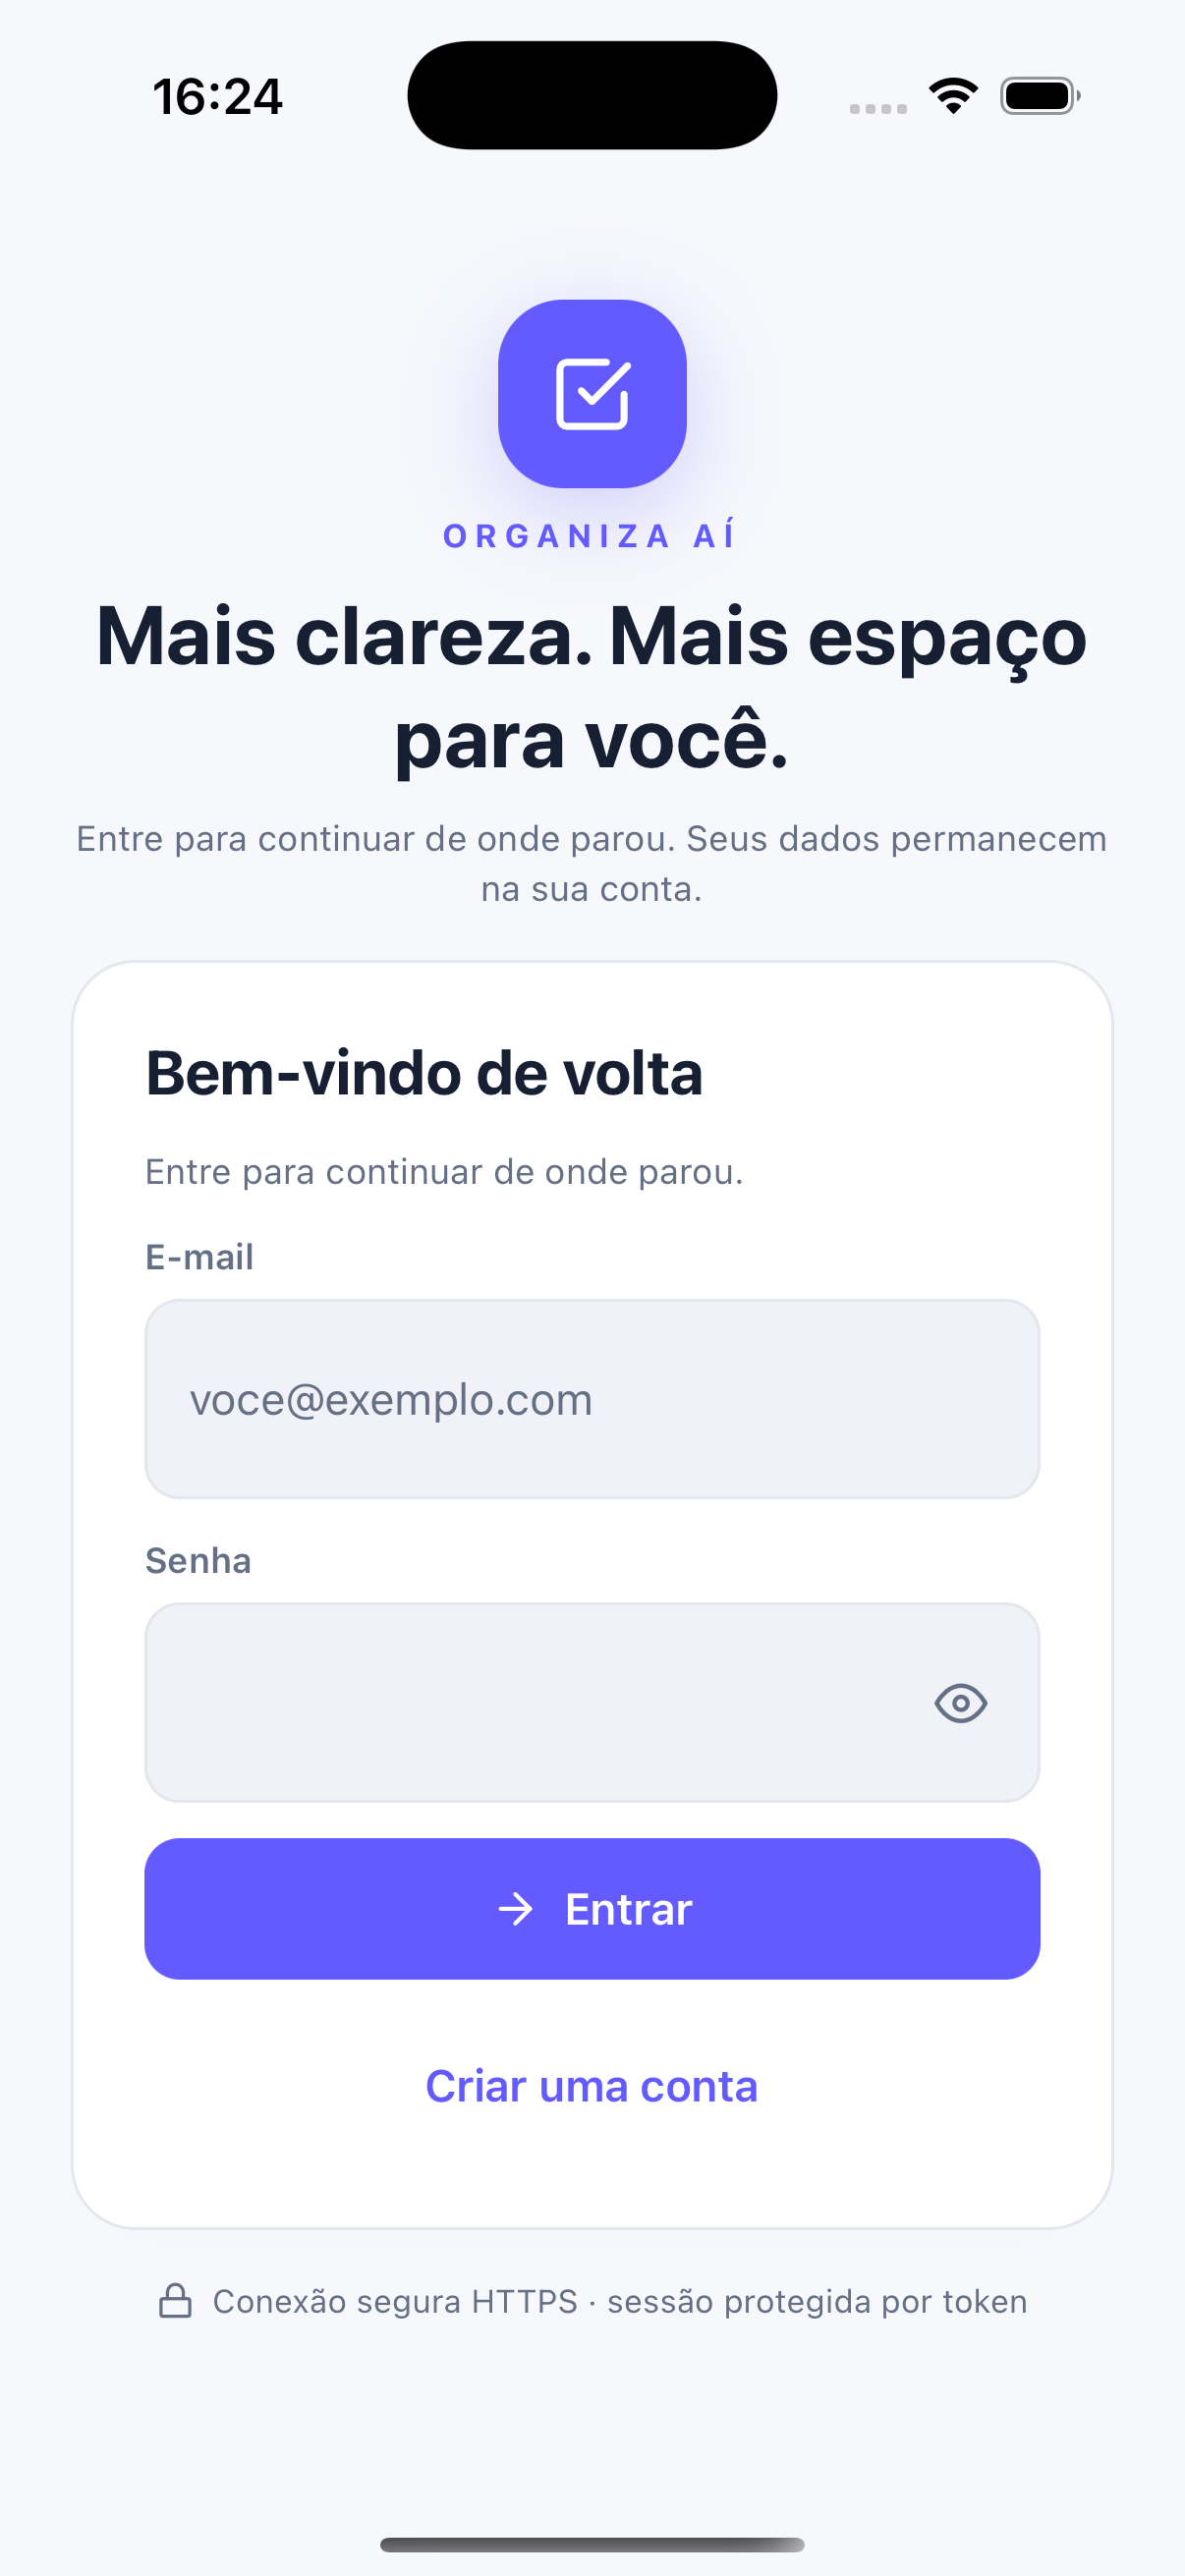 16:24
ORGANIZA AÍ
Mais clareza. Mais espaço
para você.
Entre para continuar de onde parou. Seus dados permanecem
na sua conta.
Bem-vindo de volta
Entre para continuar de onde parou.
E-mail
voce@exemplo.com
Senha
Entrar
Criar uma conta
Conexão segura HTTPS · sessão protegida por token